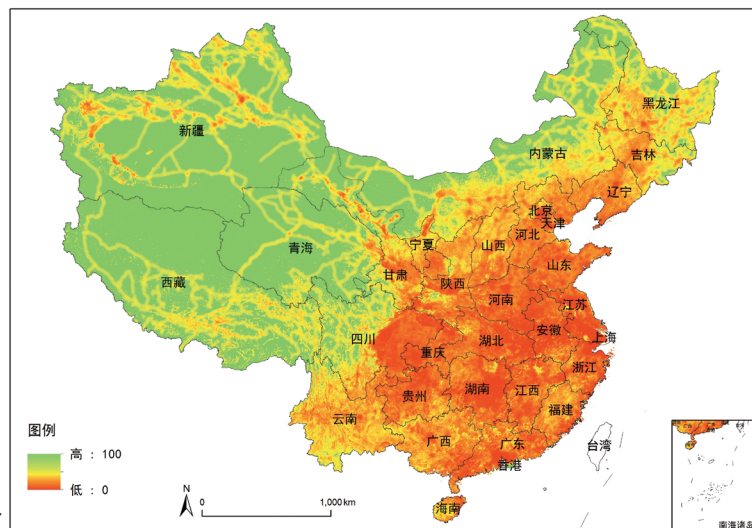 黑龙江
新疆
内蒙古
吉林
辽宁
北京
天津
河北
宁夏
山西
青海
山东
甘肃
西藏
陕西
河南
江苏
安徽
上海
四川
湖北
重庆
浙江
湖南
江西
贵州
福建
云南
图例
广西
广东
台湾
高 : 100
香港
低 : 0
N
0
1,000 km
海南
南海诸岛